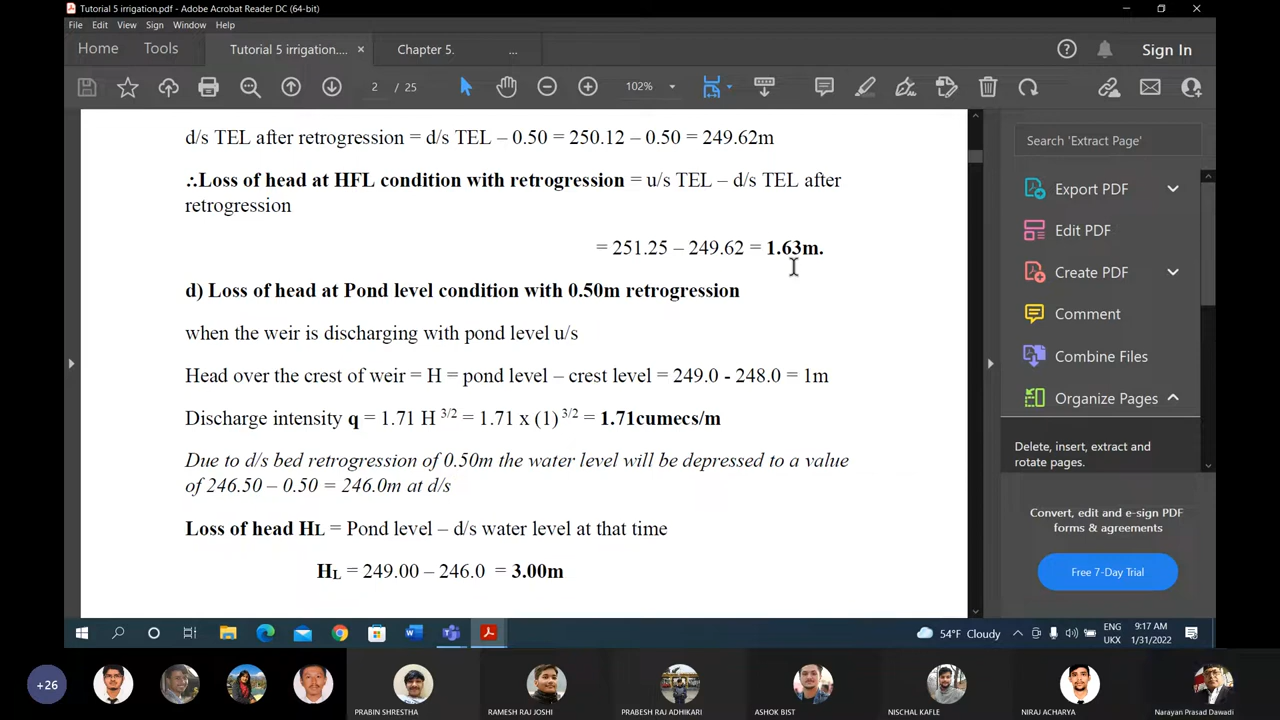 Tutorial 5 irrigation.pdf - Adobe Acrobat Reader DC (64-bit)
File Edit View Sign Window Help
Home Tools Tutorial 5 irrigation.... × Chapter 5. ... Sign In
2 / 25 102%
d/s TEL after retrogression = d/s TEL – 0.50 = 250.12 – 0.50 = 249.62m
∴Loss of head at HFL condition with retrogression = u/s TEL – d/s TEL after
retrogression
= 251.25 – 249.62 = 1.63m.
d) Loss of head at Pond level condition with 0.50m retrogression
when the weir is discharging with pond level u/s
Head over the crest of weir = H = pond level – crest level = 249.0 - 248.0 = 1m
Discharge intensity q = 1.71 H 3/2 = 1.71 x (1) 3/2 = 1.71cumecs/m
Due to d/s bed retrogression of 0.50m the water level will be depressed to a value
of 246.50 – 0.50 = 246.0m at d/s
Loss of head HL = Pond level – d/s water level at that time
HL = 249.00 – 246.0 = 3.00m
Search 'Extract Page'
Export PDF
Edit PDF
Create PDF
Comment
Combine Files
Organize Pages
Delete, insert, extract and
rotate pages.
Convert, edit and e-sign PDF
forms & agreements
Free 7-Day Trial
54°F Cloudy
ENG
UKX
9:17 AM
1/31/2022
+26
PRABIN SHRESTHA
RAMESH RAJ JOSHI
PRABESH RAJ ADHIKARI
ASHOK BIST
NISCHAL KAFLE
NIRAJ ACHARYA
Narayan Prasad Dawadi